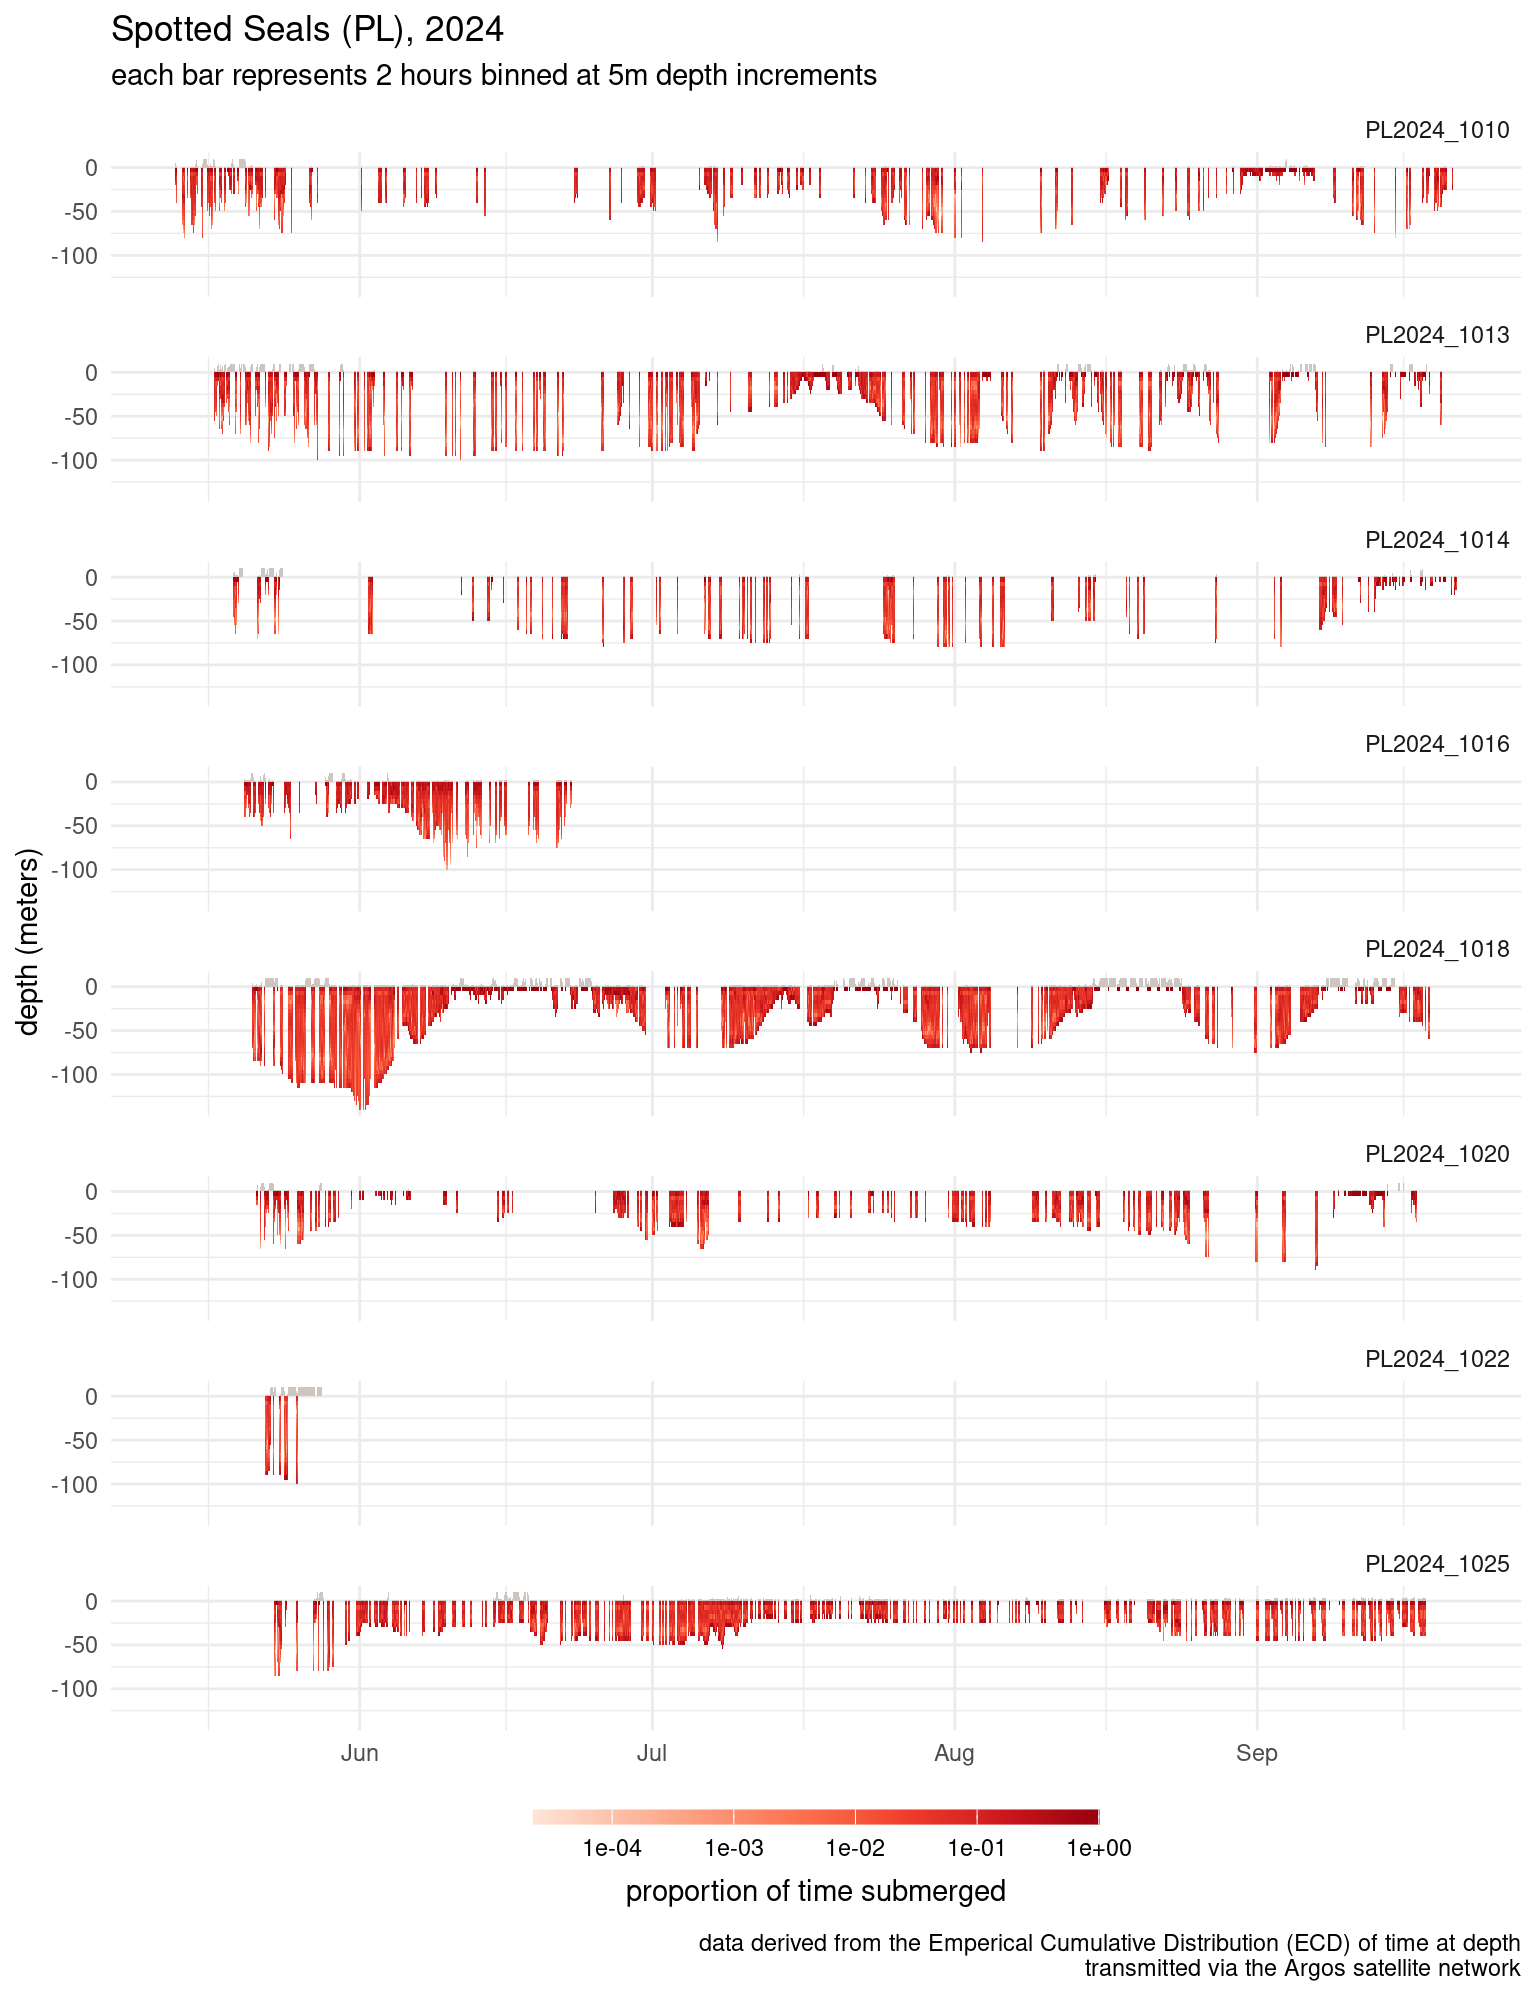 Spotted Seals (PL), 2024
each bar represents 2 hours binned at 5m depth increments
PL2024_1010
0
-50
-100
PL2024_1013
0
-50
-100
PL2024_1014
0
-50
-100
PL2024_1016
0
-50
-100
depth (meters)
PL2024_1018
0
-50
-100
PL2024_1020
0
-50
-100
PL2024_1022
0
-50
-100
PL2024_1025
0
-50
-100
Jun Jul Aug Sep
1e-04 1e-03 1e-02 1e-01 1e+00
proportion of time submerged
data derived from the Emperical Cumulative Distribution (ECD) of time at depth
transmitted via the Argos satellite network